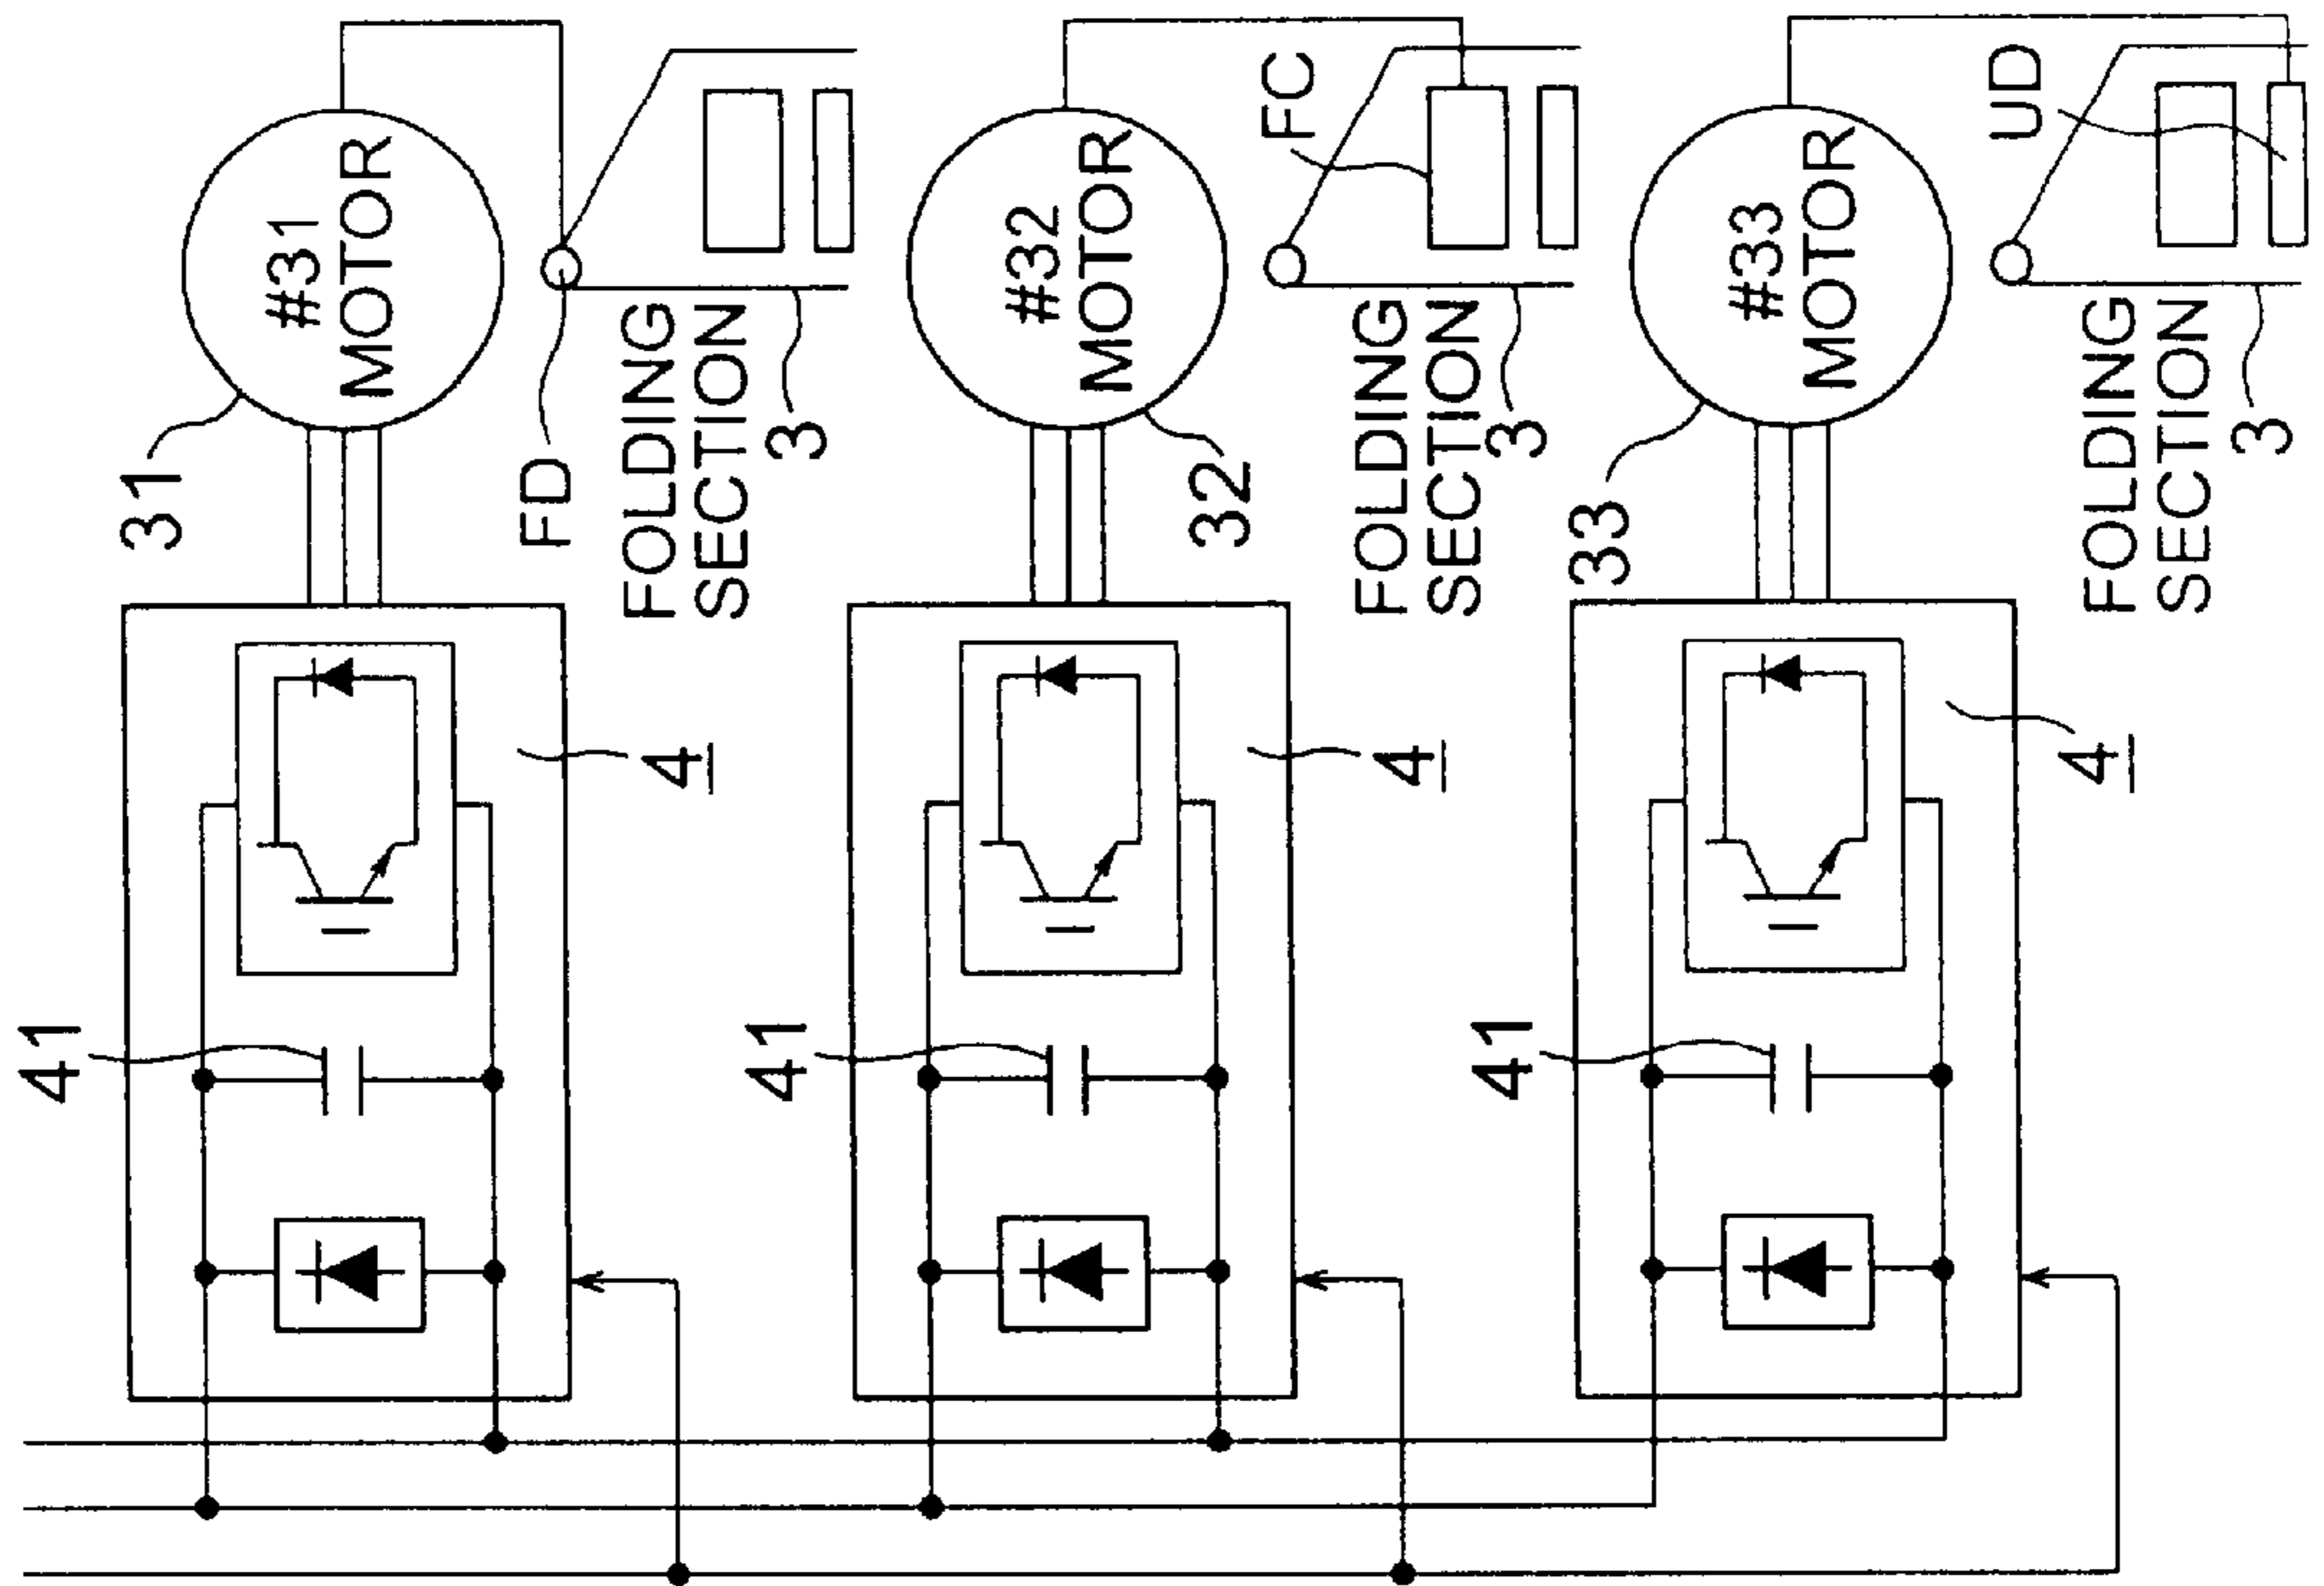 31
#31
MOTOR
FD
FOLDING
SECTION
3
4
41
#32
MOTOR
32
FC
FOLDING
SECTION
3
4
41
33
#33
MOTOR
UD
FOLDING
SECTION
3
4
41